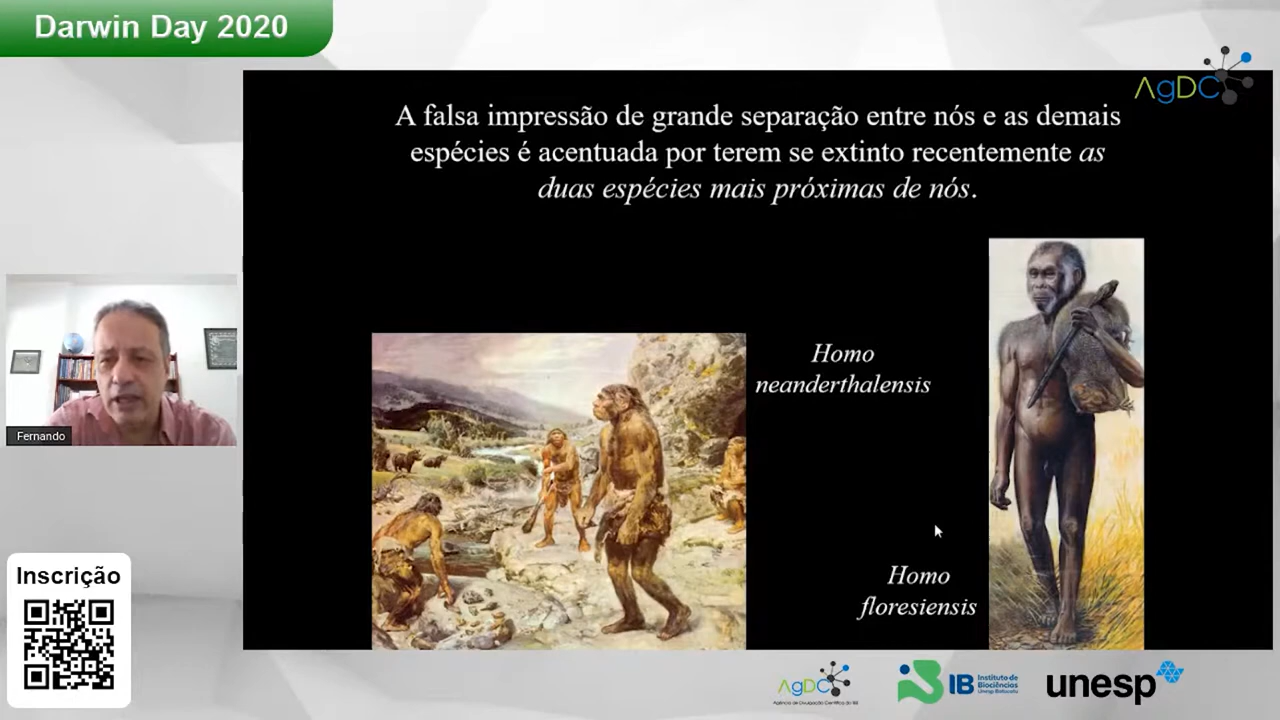 Darwin Day 2020
AgDC
A falsa impressão de grande separação entre nós e as demais
espécies é acentuada por terem se extinto recentemente as
duas espécies mais próximas de nós.
Homo
neanderthalensis
Homo
floresiensis
Fernando
Inscrição
AgDC
Agência de Divulgação Científica do IBB
IB
Instituto de
Biociências
Unesp Botucatu
unesp